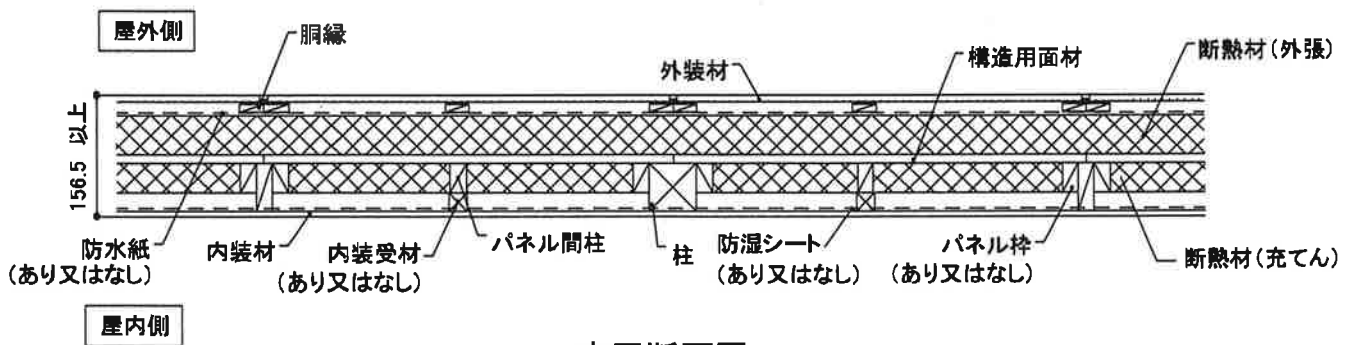 屋外側
胴縁
外装材
構造用面材
断熱材(外張)
156.5 以上
防水紙
(あり又はなし)
内装材
内装受材
(あり又はなし)
パネル間柱
柱
防湿シート
(あり又はなし)
パネル枠
(あり又はなし)
断熱材(充てん)
屋内側